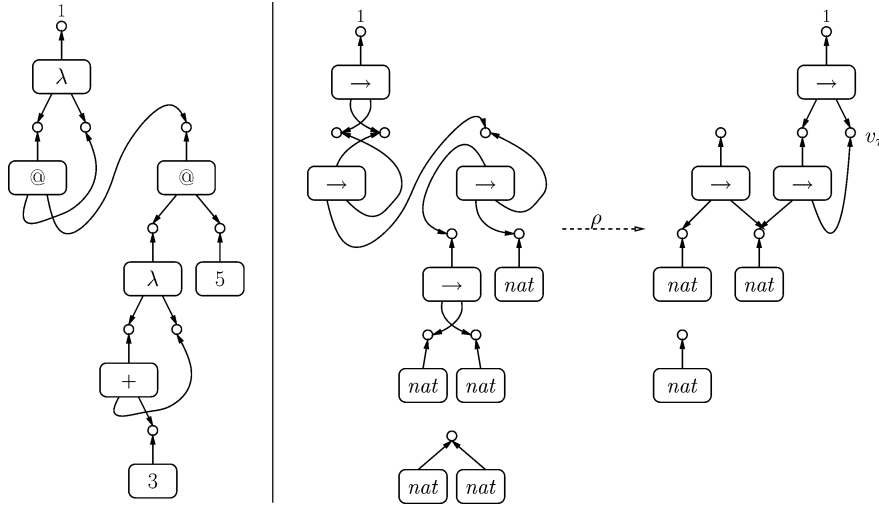 1
λ
@
@
λ
5
+
3
1
→
→
→
→
nat
nat
nat
nat
nat
ρ
1
→
→
→
nat
nat
nat